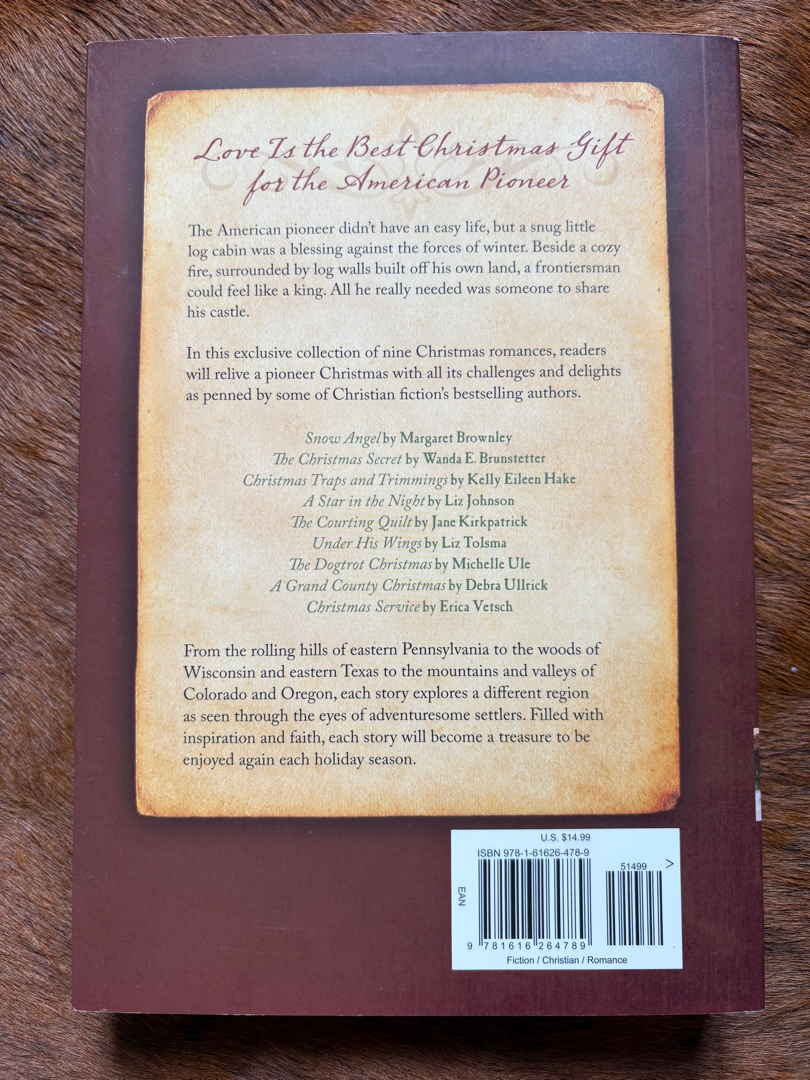 Love Is the Best Christmas Gift
for the American Pioneer
The American pioneer didn't have an easy life, but a snug little
log cabin was a blessing against the forces of winter. Beside a cozy
fire, surrounded by log walls built off his own land, a frontiersman
could feel like a king. All he really needed was someone to share
his castle.
In this exclusive collection of nine Christmas romances, readers
will relive a pioneer Christmas with all its challenges and delights
as penned by some of Christian fiction's bestselling authors.
Snow Angel by Margaret Brownley
The Christmas Secret by Wanda E. Brunstetter
Christmas Traps and Trimmings by Kelly Eileen Hake
A Star in the Night by Liz Johnson
The Courting Quilt by Jane Kirkpatrick
Under His Wings by Liz Tolsma
The Dogtrot Christmas by Michelle Ule
A Grand County Christmas by Debra Ullrick
Christmas Service by Erica Vetsch
From the rolling hills of eastern Pennsylvania to the woods of
Wisconsin and eastern Texas to the mountains and valleys of
Colorado and Oregon, each story explores a different region
as seen through the eyes of adventuresome settlers. Filled with
inspiration and faith, each story will become a treasure to be
enjoyed again each holiday season.
U.S. $14.99
ISBN 978-1-61626-478-9
51499 >
EAN
9 781616 264789
Fiction / Christian / Romance